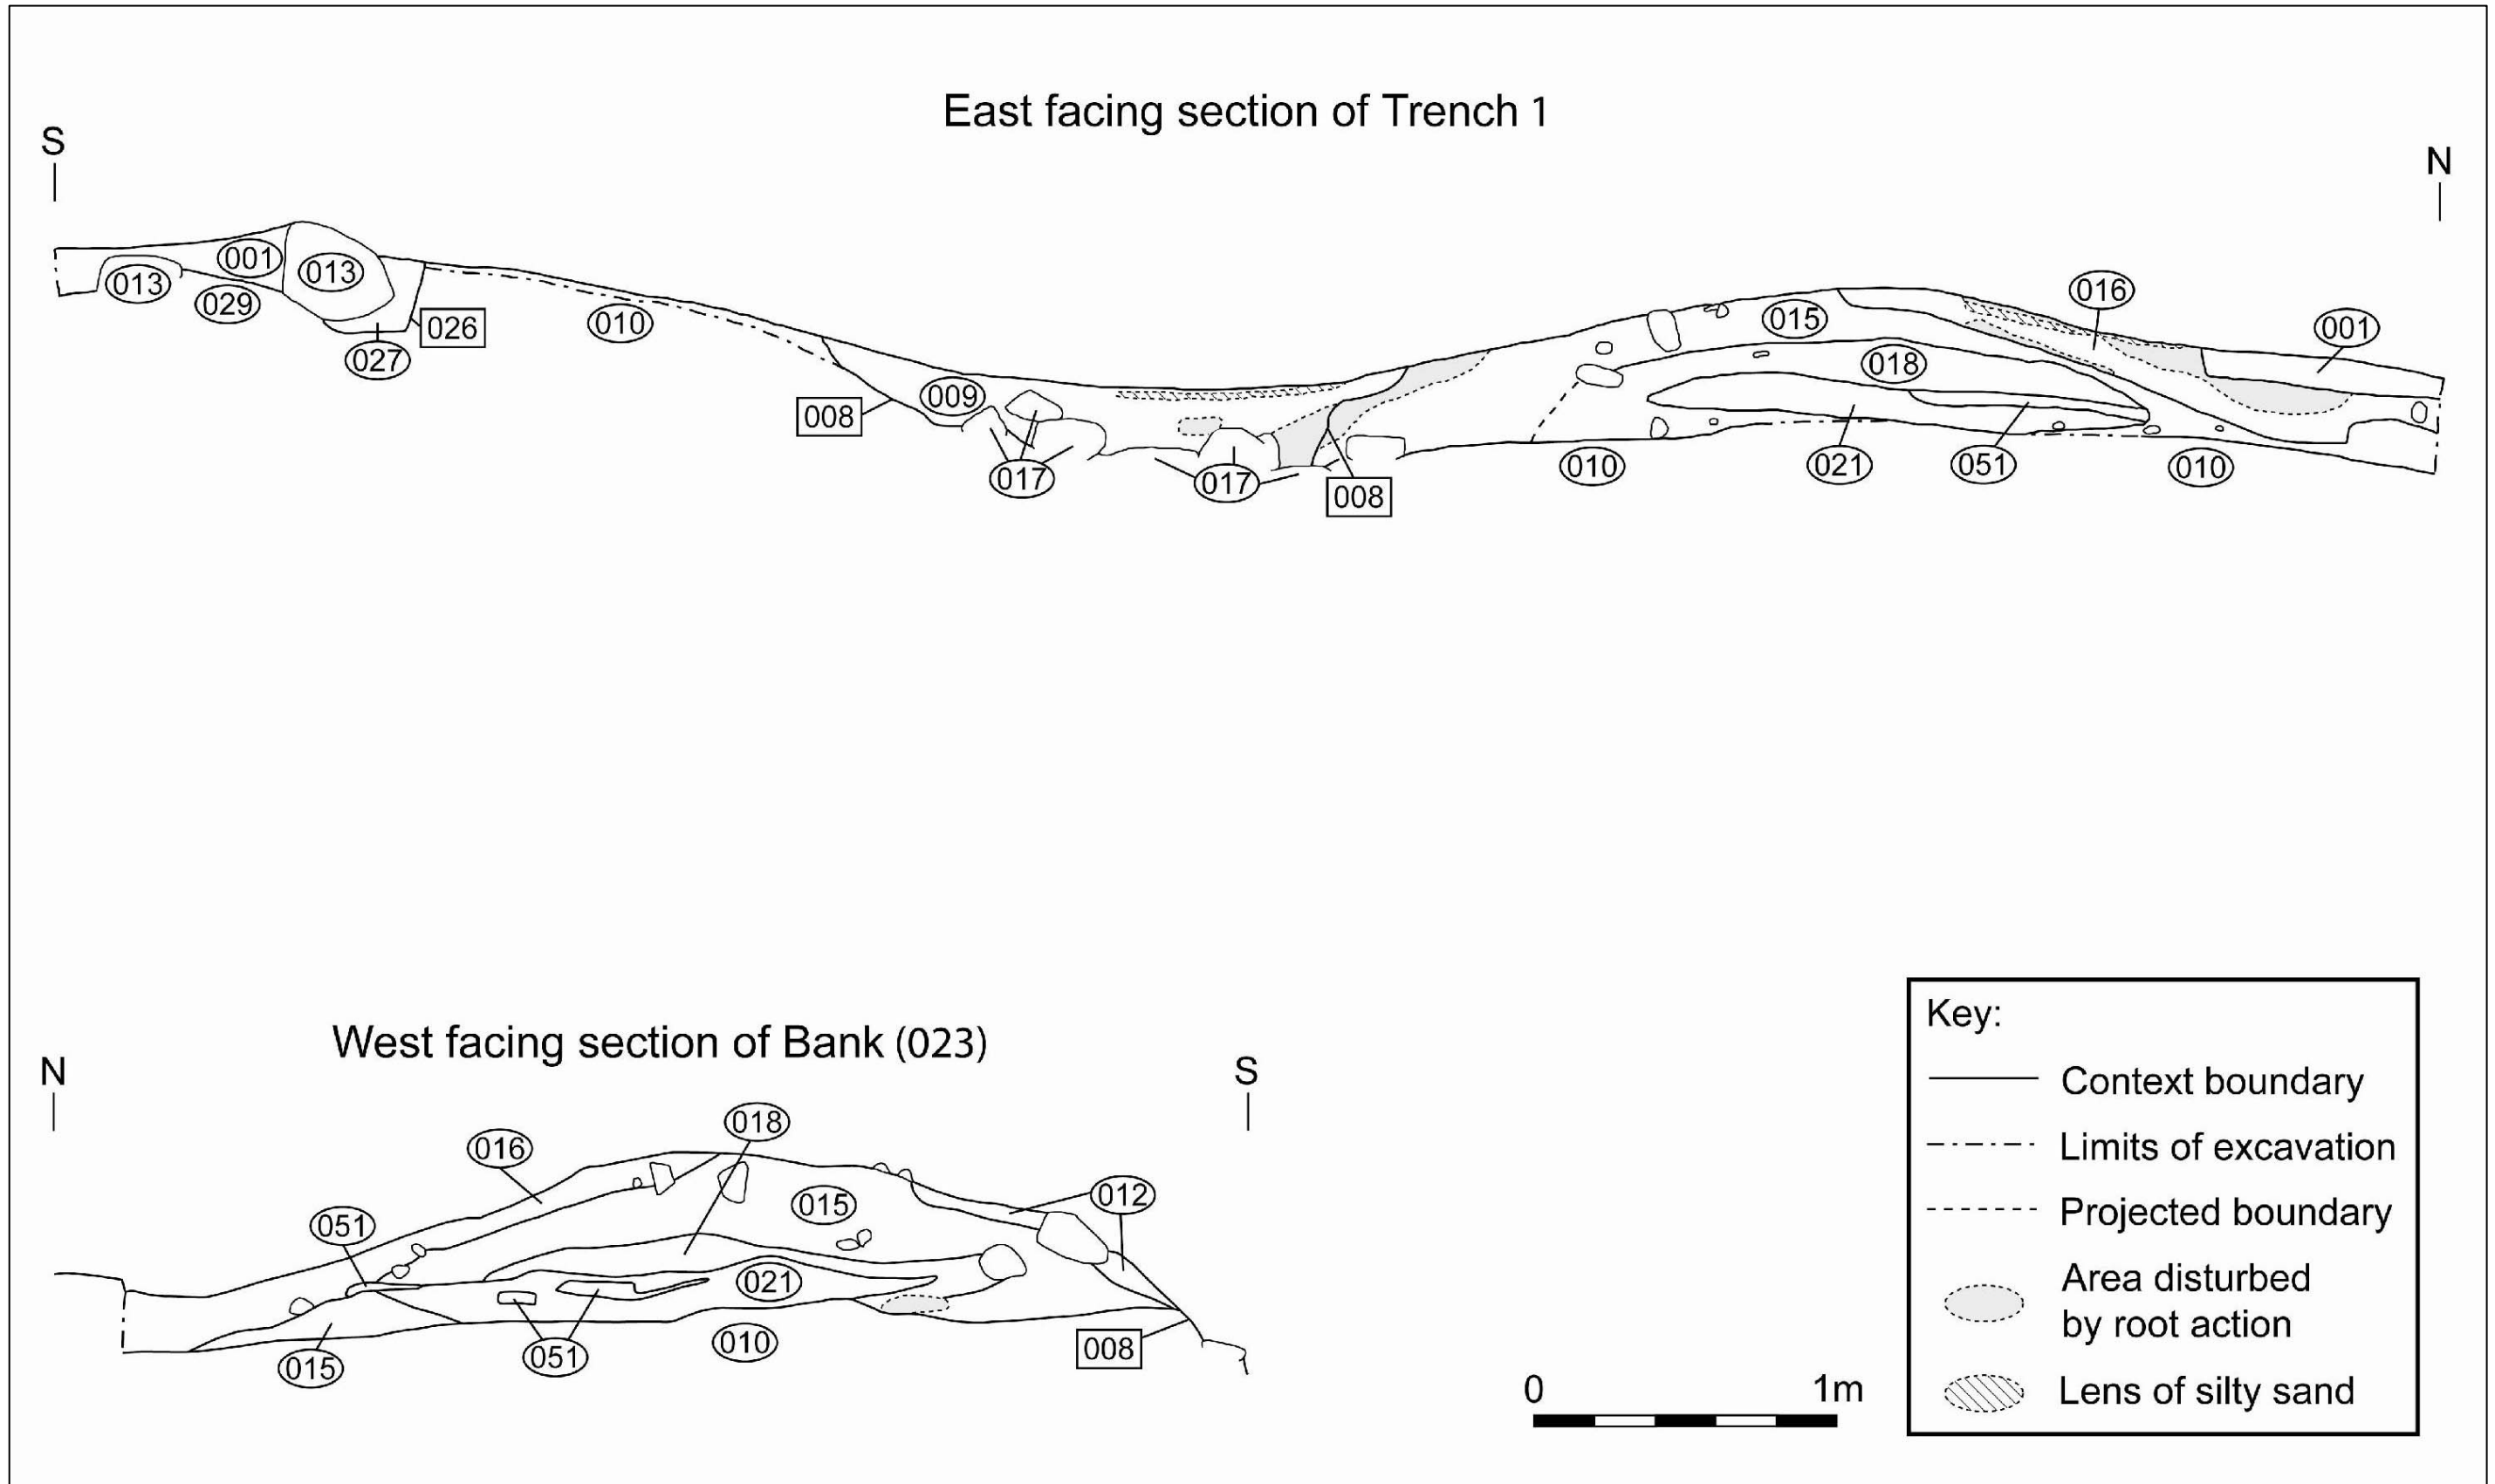 East facing section of Trench 1
S
N
001
013
013
029
026
027
010
009
008
017
017
008
015
018
016
001
010
021
051
010
West facing section of Bank (023)
N
S
018
016
012
015
051
021
010
008
051
015
0 1m
Key:
Context boundary
Limits of excavation
Projected boundary
Area disturbed
by root action
Lens of silty sand